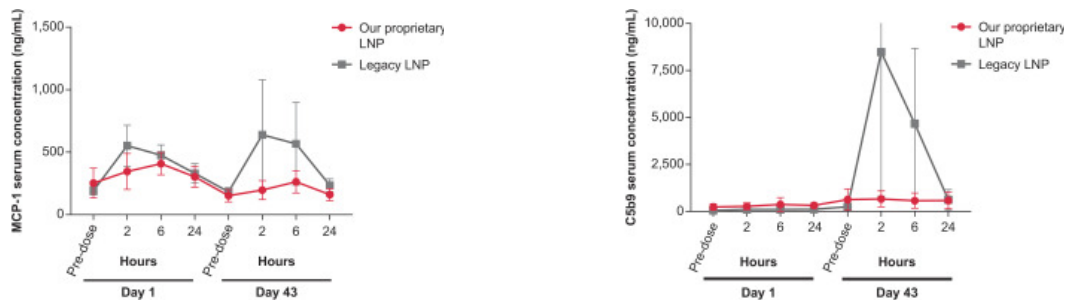 MCP-1 serum concentration (ng/mL)
1,500
1,000
500
0
Our proprietary
LNP
Legacy LNP
Pre-dose
2
6
24
Pre-dose
2
6
24
Hours
Hours
Day 1
Day 43
C5b9 serum concentration (ng/mL)
10,000
7,500
5,000
2,500
0
Our proprietary
LNP
Legacy LNP
Pre-dose
2
6
24
Pre-dose
2
6
24
Hours
Hours
Day 1
Day 43